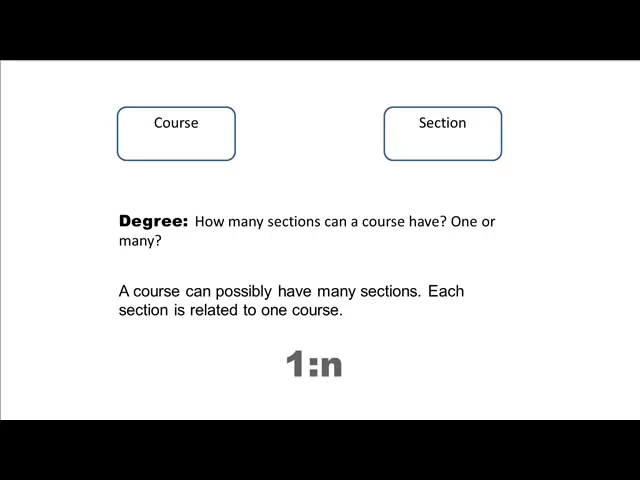 Course
Section
Degree: How many sections can a course have? One or
many?
A course can possibly have many sections. Each
section is related to one course.
1:n